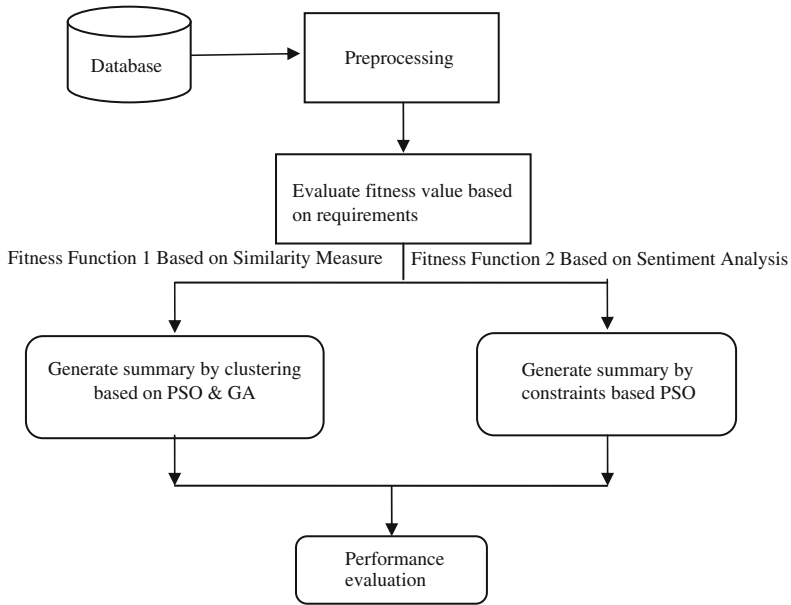 Database
Preprocessing
Evaluate fitness value based
on requirements
Fitness Function 1 Based on Similarity Measure
Fitness Function 2 Based on Sentiment Analysis
Generate summary by clustering
based on PSO & GA
Generate summary by
constraints based PSO
Performance
evaluation